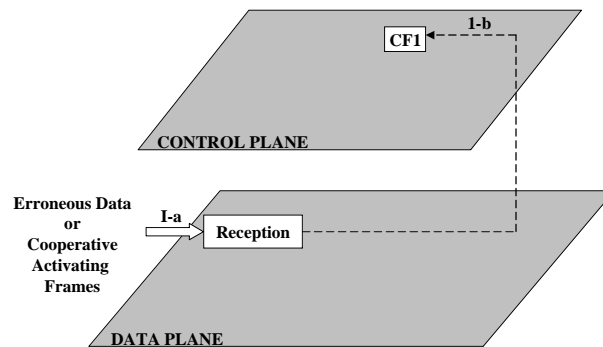 1-b
CF1
CONTROL PLANE
Erroneous Data
or
Cooperative
Activating
Frames
I-a
Reception
DATA PLANE